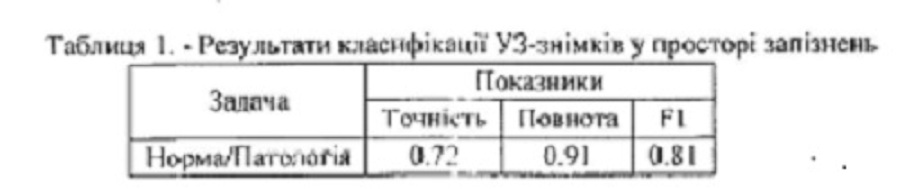 Таблиця 1. - Результати класифікації УЗ-знімків у просторі запізнень
Задача
Показники
Точність Повнота F1
Норма/Патологія 0.72 0.91 0.81